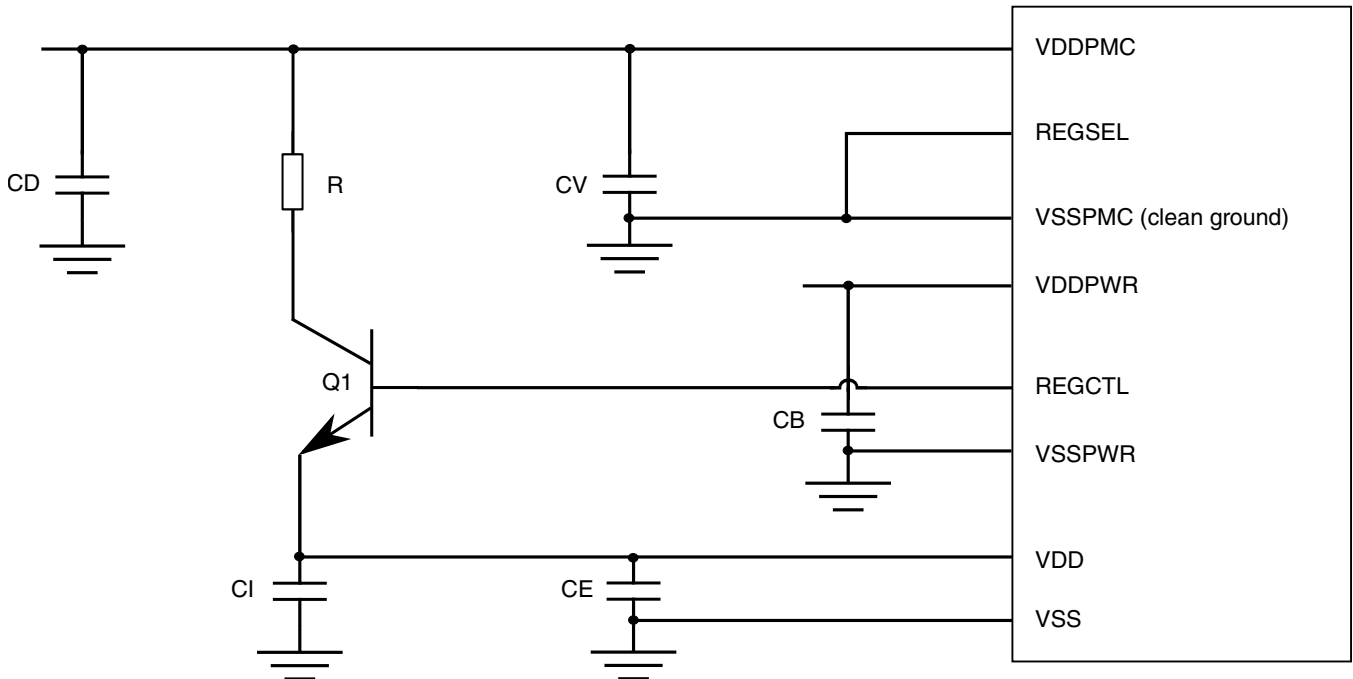 VDDPMC
REGSEL
CD
R
CV
VSSPMC (clean ground)
VDDPWR
Q1
REGCTL
CB
VSSPWR
VDD
CI
CE
VSS